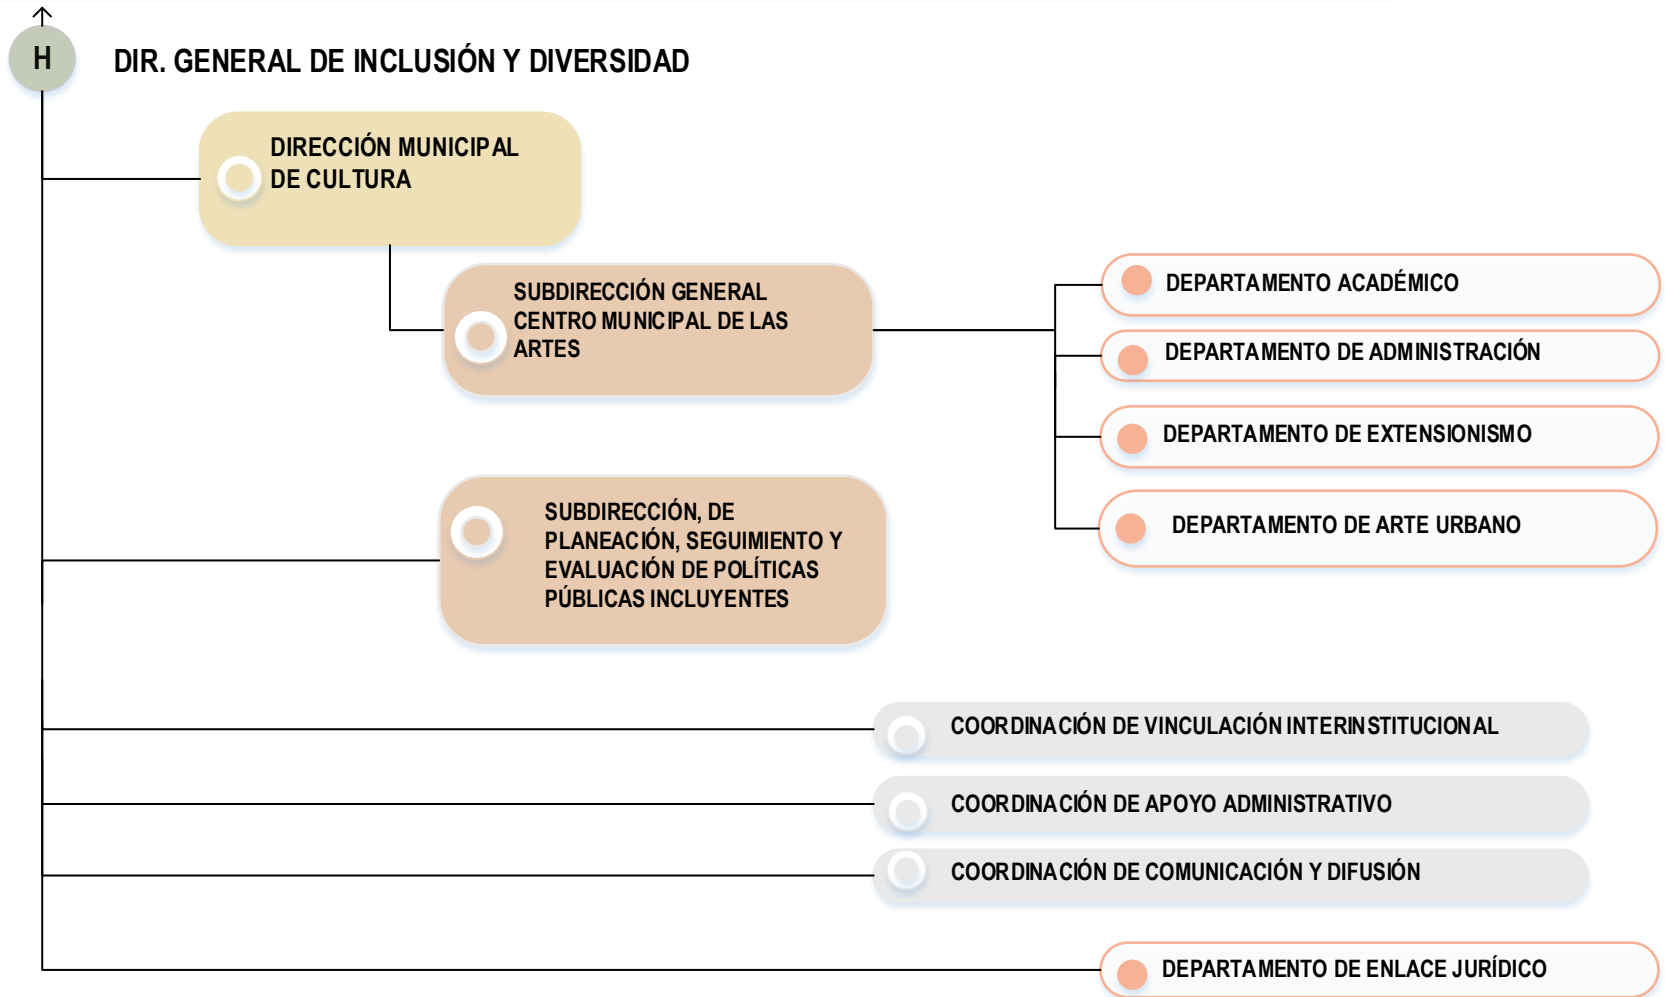 H
DIR. GENERAL DE INCLUSIÓN Y DIVERSIDAD
DIRECCIÓN MUNICIPAL
DE CULTURA
SUBDIRECCIÓN GENERAL
CENTRO MUNICIPAL DE LAS
ARTES
DEPARTAMENTO ACADÉMICO
DEPARTAMENTO DE ADMINISTRACIÓN
DEPARTAMENTO DE EXTENSIONISMO
DEPARTAMENTO DE ARTE URBANO
SUBDIRECCIÓN, DE
PLANEACIÓN, SEGUIMIENTO Y
EVALUACIÓN DE POLÍTICAS
PÚBLICAS INCLUYENTES
COORDINACIÓN DE VINCULACIÓN INTERINSTITUCIONAL
COORDINACIÓN DE APOYO ADMINISTRATIVO
COORDINACIÓN DE COMUNICACIÓN Y DIFUSIÓN
DEPARTAMENTO DE ENLACE JURÍDICO